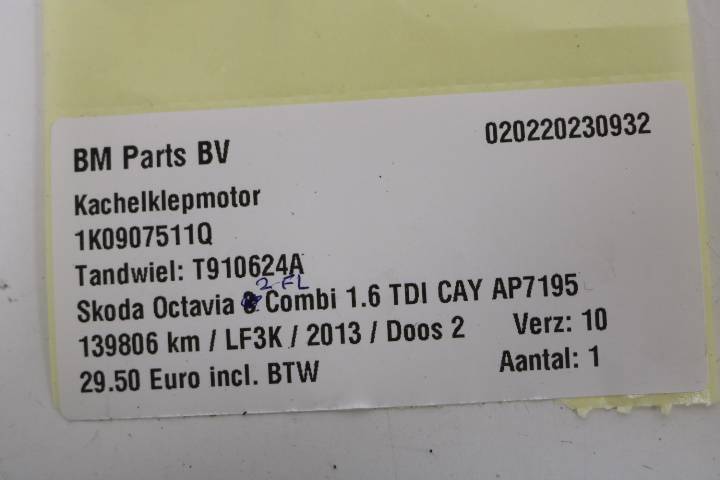 BM Parts BV
020220230932
Kachelklepmotor
1K0907511Q
Tandwiel: T910624A
2-FL
Skoda Octavia Combi 1.6 TDI CAY AP7195
139806 km / LF3K / 2013 / Doos 2 Verz: 10
29.50 Euro incl. BTW Aantal: 1